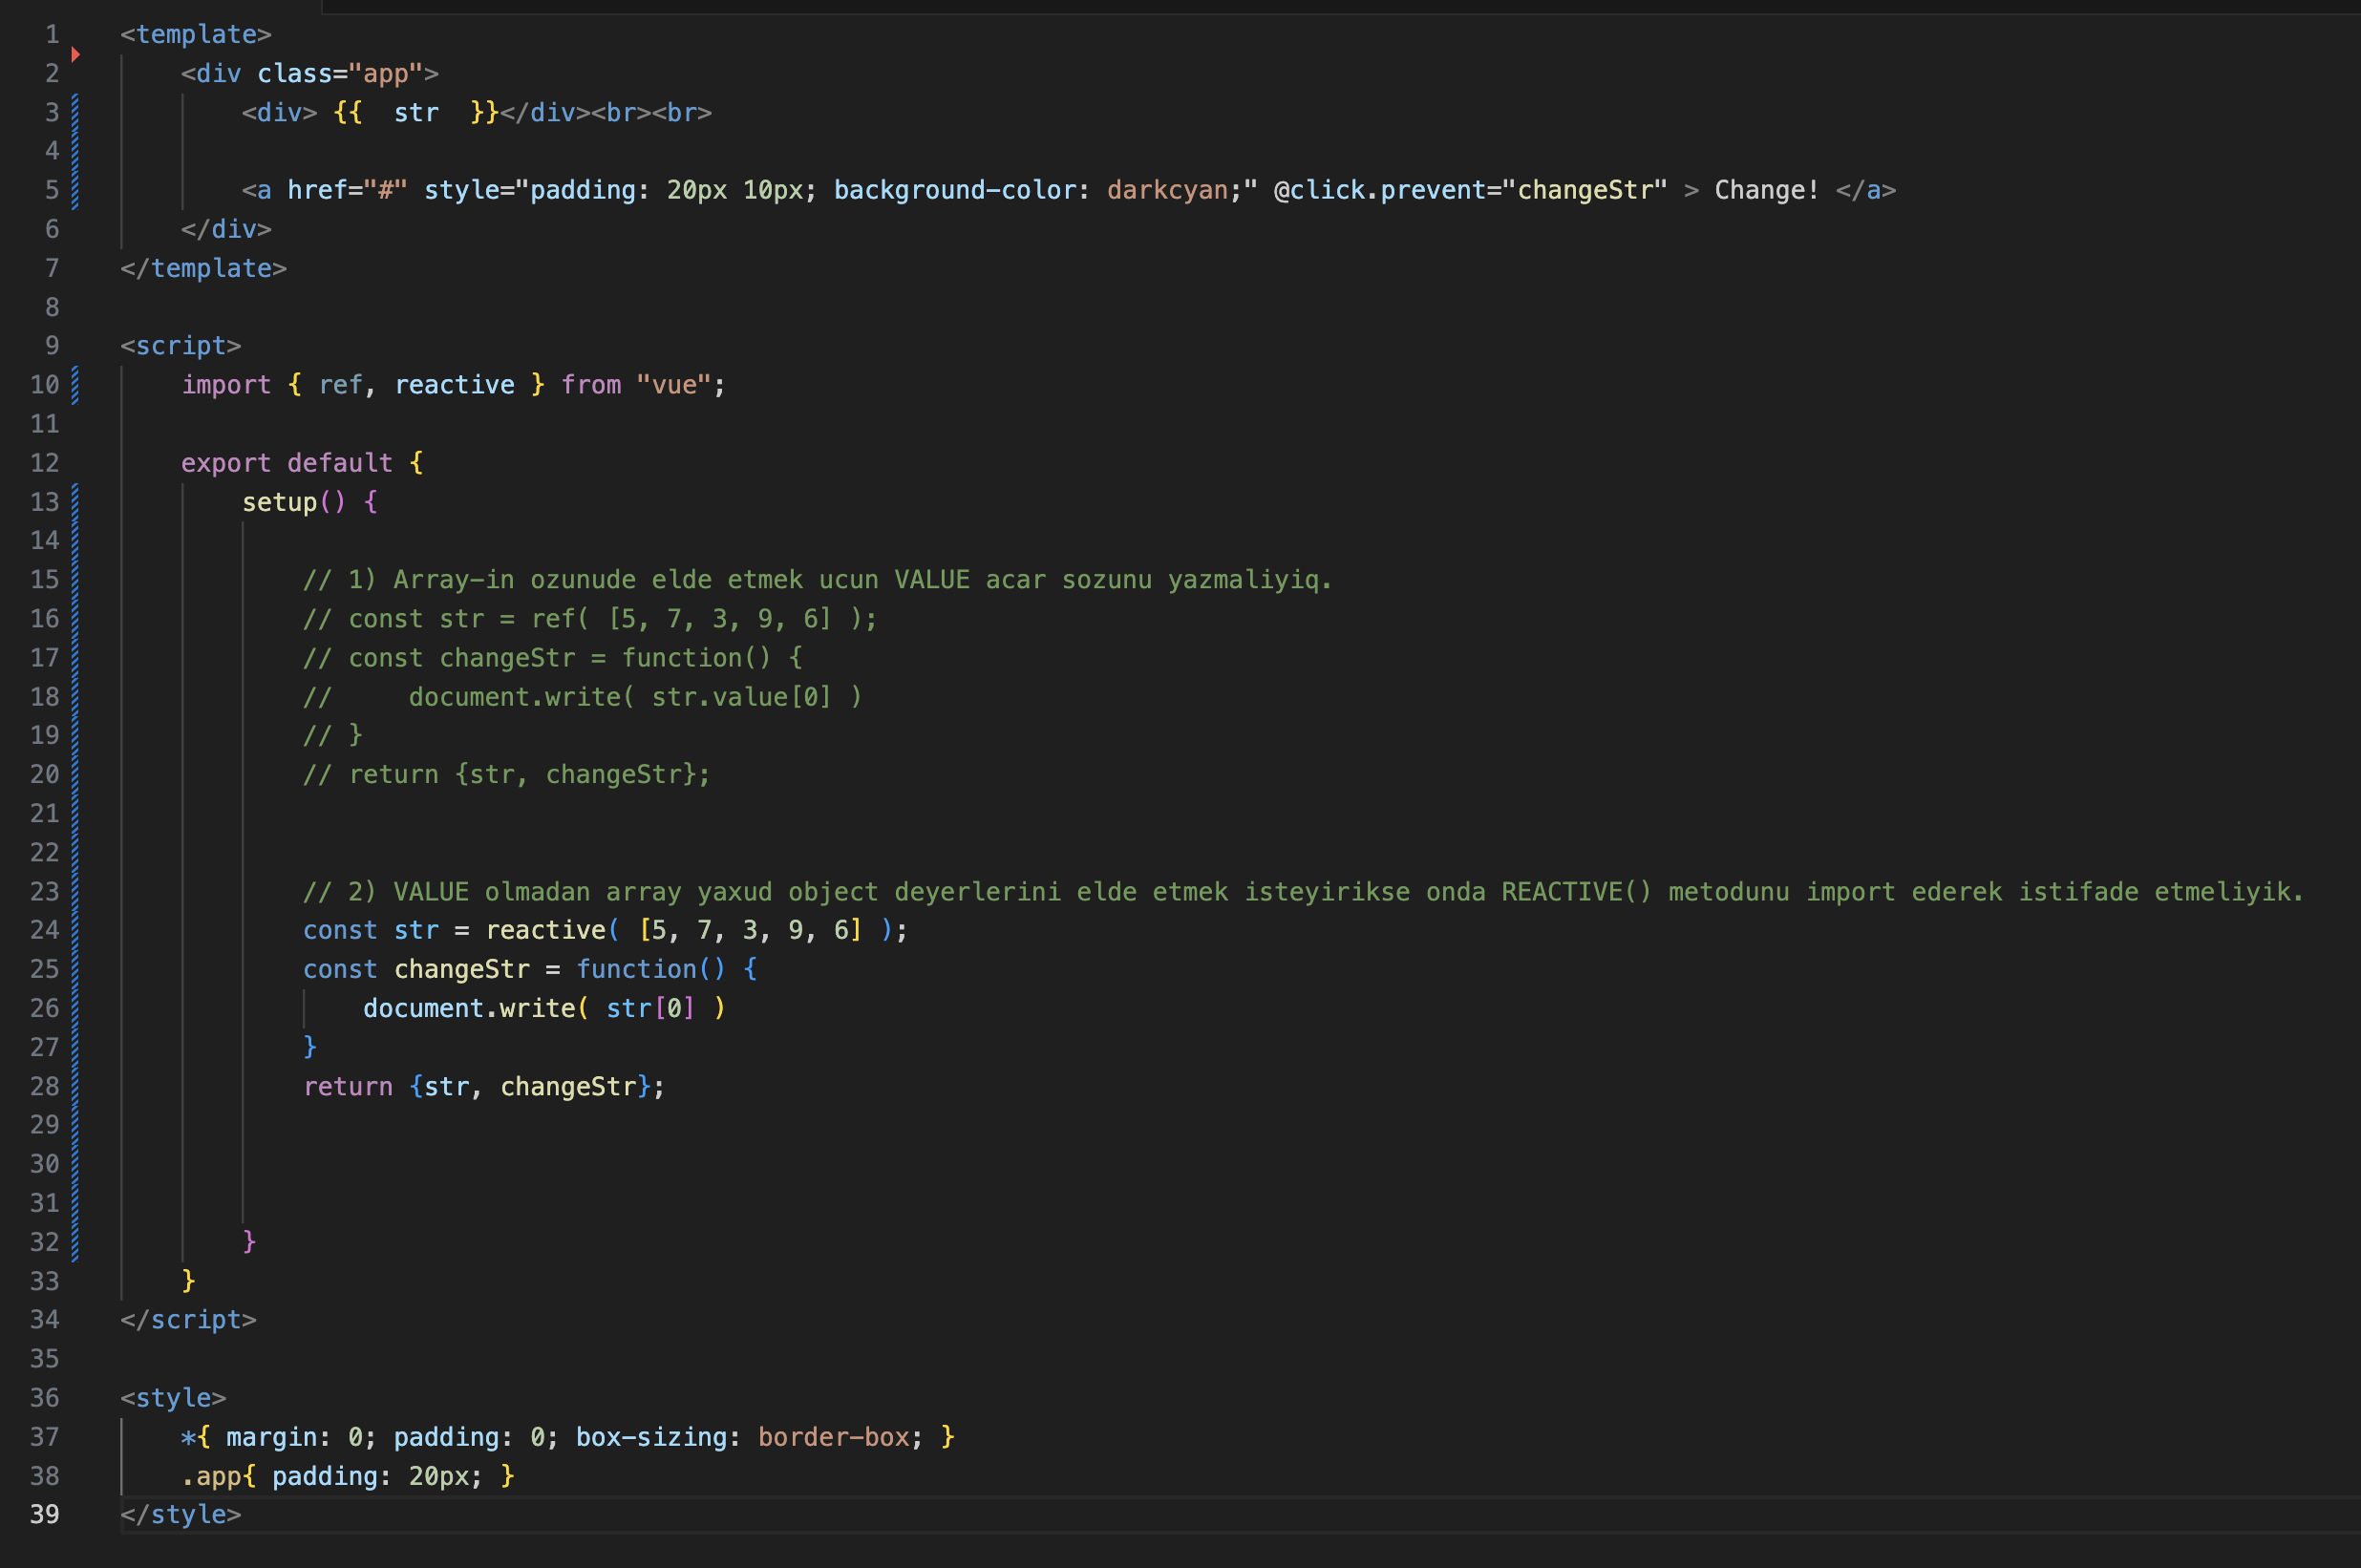 1 <template>
2     <div class="app">
3         <div> {{  str  }}</div><br><br>
4
5         <a href="#" style="padding: 20px 10px; background-color: darkcyan;" @click.prevent="changeStr" > Change! </a>
6     </div>
7 </template>
8
9 <script>
10     import { ref, reactive } from "vue";
11
12     export default {
13         setup() {
14
15             // 1) Array-in ozunude elde etmek ucun VALUE acar sozunu yazmaliyiq.
16             // const str = ref( [5, 7, 3, 9, 6] );
17             // const changeStr = function() {
18             //     document.write( str.value[0] )
19             // }
20             // return {str, changeStr};
21
22
23             // 2) VALUE olmadan array yaxud object deyerlerini elde etmek isteyirikse onda REACTIVE() metodunu import ederek istifade etmeliyik.
24             const str = reactive( [5, 7, 3, 9, 6] );
25             const changeStr = function() {
26                 document.write( str[0] )
27             }
28             return {str, changeStr};
29
30
31
32         }
33     }
34 </script>
35
36 <style>
37     *{ margin: 0; padding: 0; box-sizing: border-box; }
38     .app{ padding: 20px; }
39 </style>